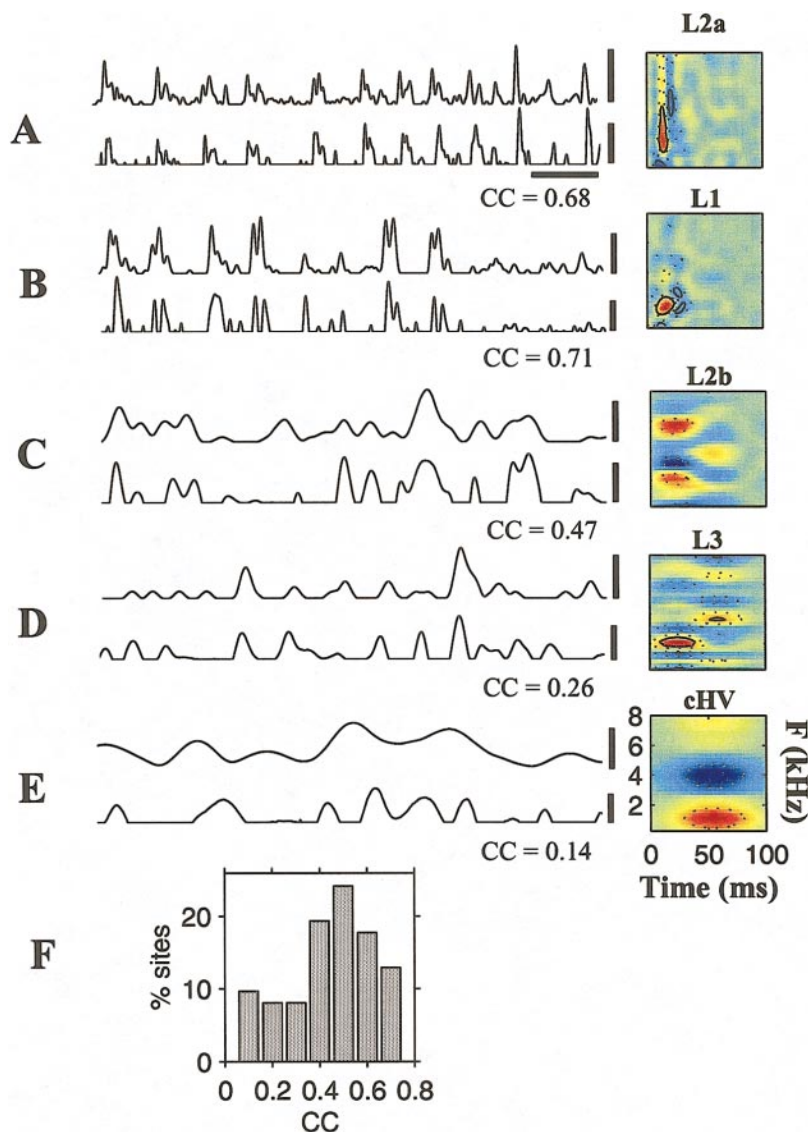 L2a
A
CC = 0.68
L1
B
CC = 0.71
L2b
C
CC = 0.47
L3
D
CC = 0.26
cHV
E
8
6
4
2
F (kHz)
CC = 0.14
0 50 100
Time (ms)
F
% sites
20
10
0
0 0.2 0.4 0.6 0.8
CC